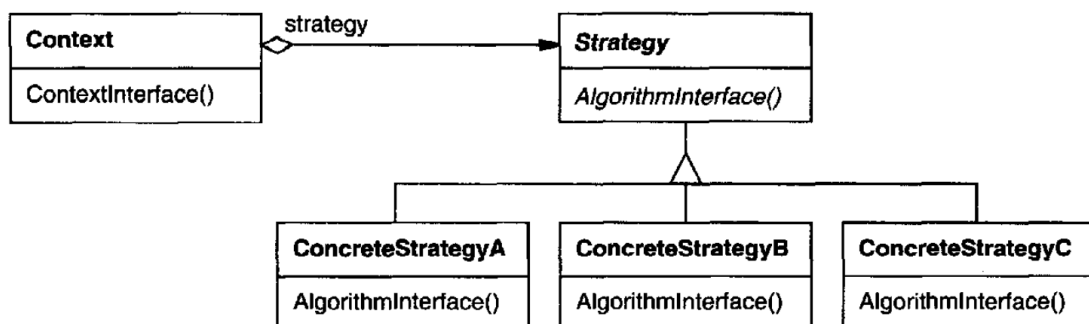 strategy
Context
Strategy
ContextInterface()
AlgorithmInterface()
ConcreteStrategyA
ConcreteStrategyB
ConcreteStrategyC
AlgorithmInterface()
AlgorithmInterface()
AlgorithmInterface()